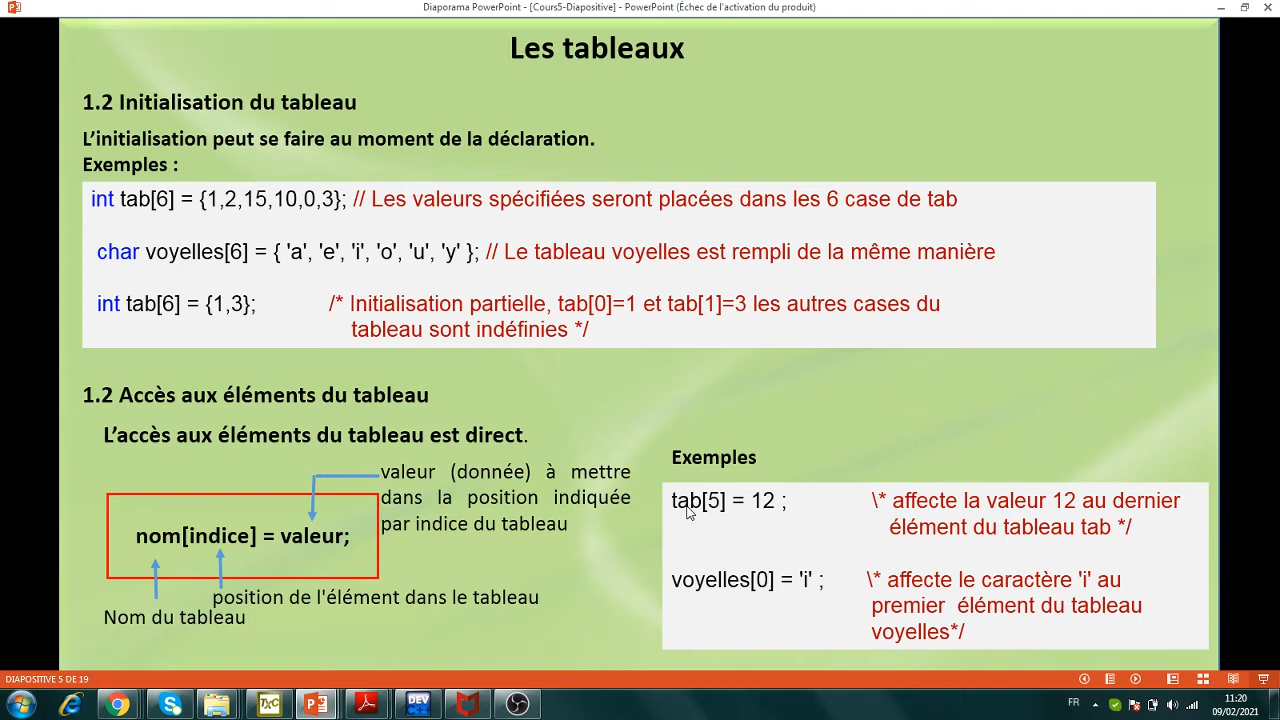 Diaporama PowerPoint - [Cours5-Diapositive] - PowerPoint (Échec de l'activation du produit)
Les tableaux
1.2 Initialisation du tableau
L'initialisation peut se faire au moment de la déclaration.
Exemples :
int tab[6] = {1,2,15,10,0,3}; // Les valeurs spécifiées seront placées dans les 6 case de tab
char voyelles[6] = { 'a', 'e', 'i', 'o', 'u', 'y' }; // Le tableau voyelles est rempli de la même manière
int tab[6] = {1,3}; /* Initialisation partielle, tab[0]=1 et tab[1]=3 les autres cases du
tableau sont indéfinies */
1.2 Accès aux éléments du tableau
L'accès aux éléments du tableau est direct.
valeur (donnée) à mettre
dans la position indiquée
par indice du tableau
nom[indice] = valeur;
position de l'élément dans le tableau
Nom du tableau
Exemples
tab[5] = 12 ; \* affecte la valeur 12 au dernier
élément du tableau tab */
voyelles[0] = 'i' ; \* affecte le caractère 'i' au
premier élément du tableau
voyelles*/
DIAPOSITIVE 5 DE 19
TXC
DEV
FR
11:20
09/02/2021